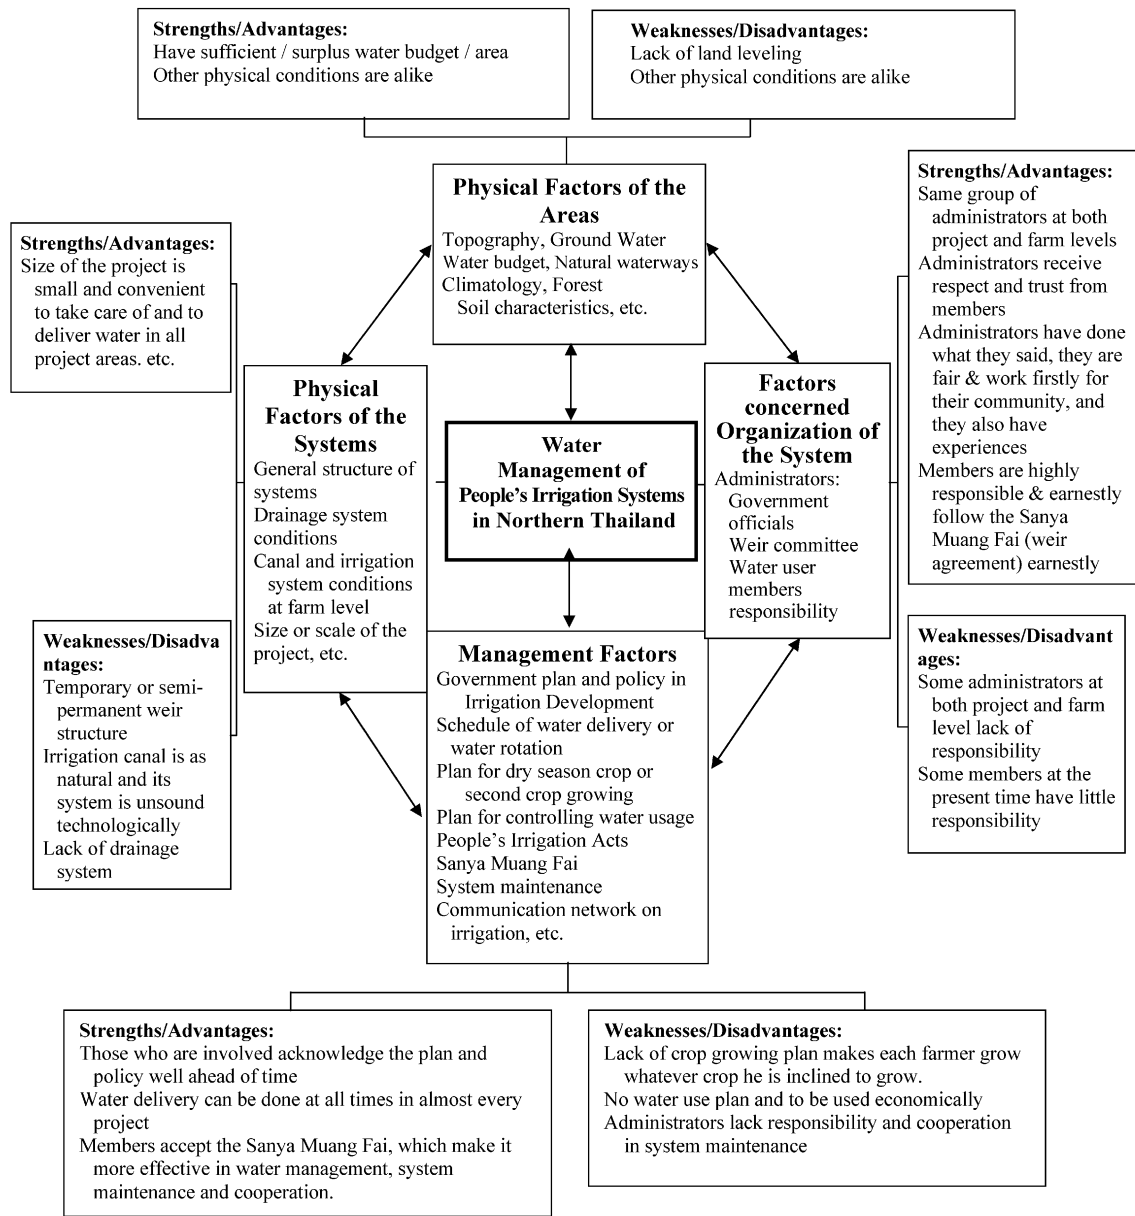 Strengths/Advantages:
Have sufficient / surplus water budget / area
Other physical conditions are alike
Weaknesses/Disadvantages:
Lack of land leveling
Other physical conditions are alike
Physical Factors of the
Areas
Topography, Ground Water
Water budget, Natural waterways
Climatology, Forest
Soil characteristics, etc.
Strengths/Advantages:
Size of the project is
small and convenient
to take care of and to
deliver water in all
project areas. etc.
Weaknesses/Disadva
ntages:
Temporary or semi-
permanent weir
structure
Irrigation canal is as
natural and its
system is unsound
technologically
Lack of drainage
system
Physical
Factors of the
Systems
General structure of
systems
Drainage system
conditions
Canal and irrigation
system conditions
at farm level
Size or scale of the
project, etc.
Water
Management of
People's Irrigation Systems
in Northern Thailand
Factors
concerned
Organization of
the System
Administrators:
Government
officials
Weir committee
Water user
members
responsibility
Strengths/Advantages:
Same group of
administrators at both
project and farm levels
Administrators receive
respect and trust from
members
Administrators have done
what they said, they are
fair & work firstly for
their community, and
they also have
experiences
Members are highly
responsible & earnestly
follow the Sanya
Muang Fai (weir
agreement) earnestly
Weaknesses/Disadvant
ages:
Some administrators at
both project and farm
level lack of
responsibility
Some members at the
present time have little
responsibility
Management Factors
Government plan and policy in
Irrigation Development
Schedule of water delivery or
water rotation
Plan for dry season crop or
second crop growing
Plan for controlling water usage
People's Irrigation Acts
Sanya Muang Fai
System maintenance
Communication network on
irrigation, etc.
Strengths/Advantages:
Those who are involved acknowledge the plan and
policy well ahead of time
Water delivery can be done at all times in almost every
project
Members accept the Sanya Muang Fai, which make it
more effective in water management, system
maintenance and cooperation.
Weaknesses/Disadvantages:
Lack of crop growing plan makes each farmer grow
whatever crop he is inclined to grow.
No water use plan and to be used economically
Administrators lack responsibility and cooperation
in system maintenance